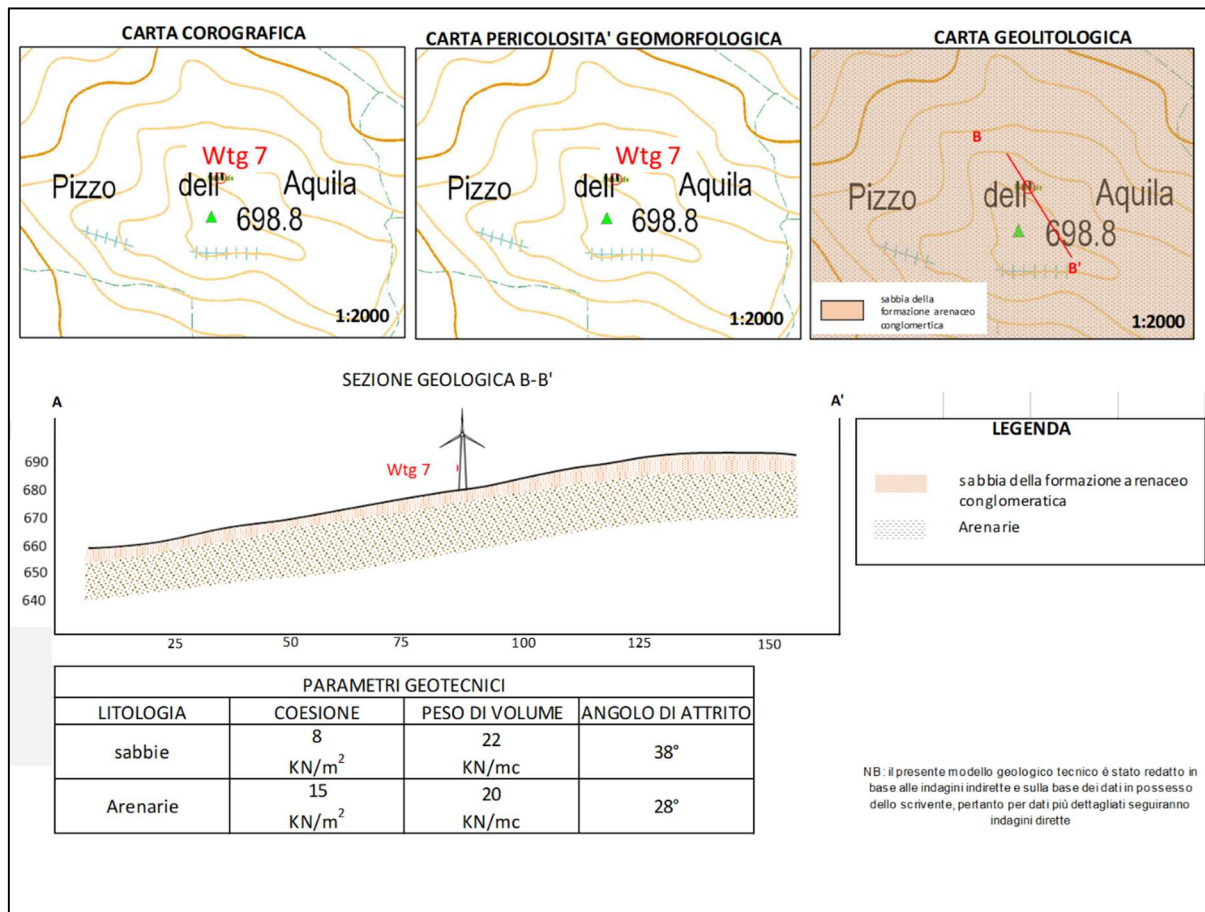 CARTA COROGRAFICA
CARTA PERICOLOSITA' GEOMORFOLOGICA
CARTA GEOLITOLOGICA
Wtg 7
Pizzo dell' Aquila
698.8
1:2000
Wtg 7
Pizzo dell' Aquila
698.8
1:2000
B
Pizzo dell' Aquila
698.8
B'
sabbia della
formazione arenaceo
conglomertica
1:2000
SEZIONE GEOLOGICA B-B'
A
A'
Wtg 7
690
680
670
660
650
640
25 50 75 100 125 150
LEGENDA
sabbia della formazione arenaceo
conglomeratica
Arenarie
PARAMETRI GEOTECNICI
LITOLOGIA COESIONE PESO DI VOLUME ANGOLO DI ATTRITO
sabbie 8 KN/m² 22 KN/mc 38°
Arenarie 15 KN/m² 20 KN/mc 28°
NB: il presente modello geologico tecnico è stato redatto in
base alle indagini indirette e sulla base dei dati in possesso
dello scrivente, pertanto per dati più dettagliati seguiranno
indagini dirette